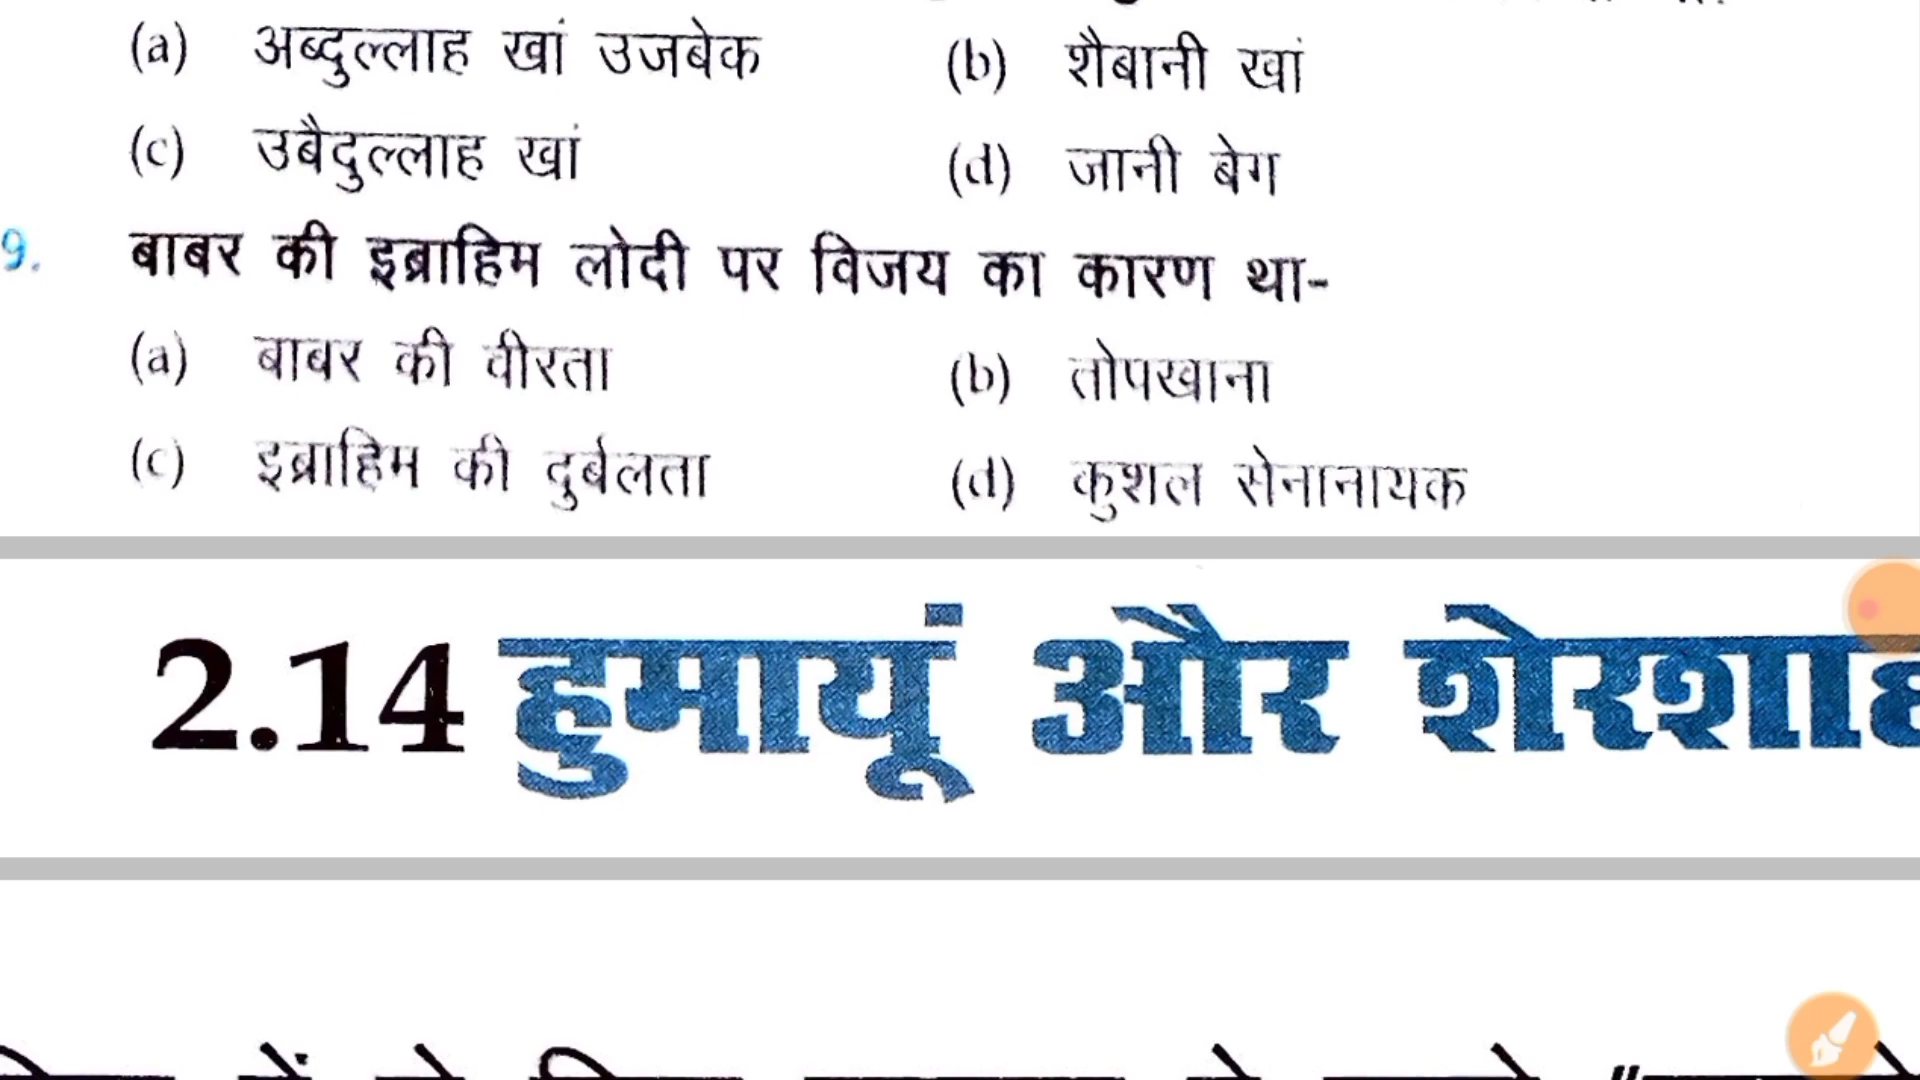 (a) अब्दुल्लाह खां उजबेक (b) शैबानी खां
(c) उबैदुल्लाह खां (d) जानी बेग
9. बाबर की इब्राहिम लोदी पर विजय का कारण था-
(a) बाबर की वीरता (b) तोपखाना
(c) इब्राहिम की दुर्बलता (d) कुशल सेनानायक
2.14 हुमायूं और शेरशाह